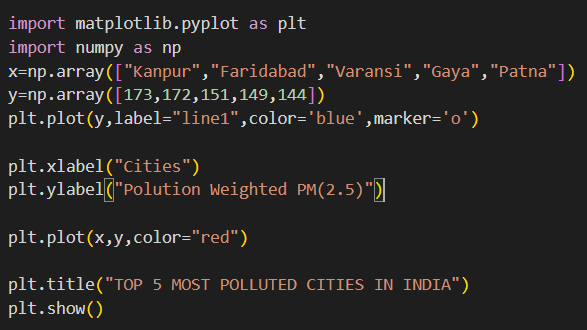 import matplotlib.pyplot as plt
import numpy as np
x=np.array(["Kanpur","Faridabad","Varansi","Gaya","Patna"])
y=np.array([173,172,151,149,144])
plt.plot(y,label="line1",color='blue',marker='o')
plt.xlabel("Cities")
plt.ylabel("Polution Weighted PM(2.5)")
plt.plot(x,y,color="red")
plt.title("TOP 5 MOST POLLUTED CITIES IN INDIA")
plt.show()